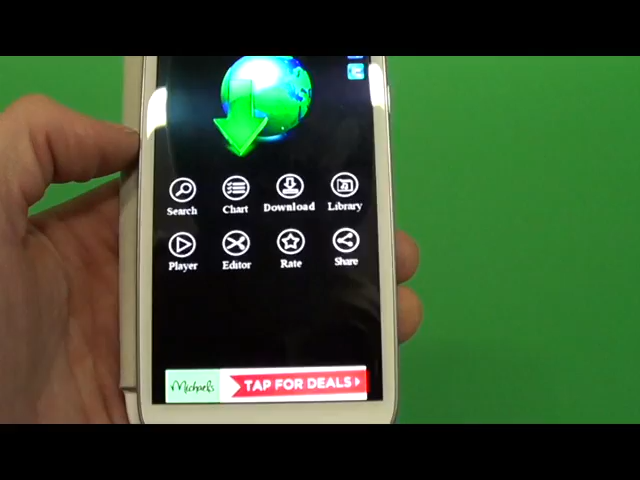 Search Chart Download Library
Player Editor Rate Share
Michaels TAP FOR DEALS